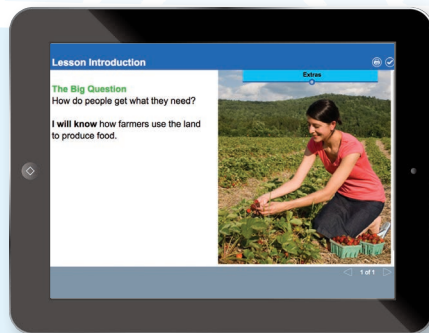 Lesson Introduction
Extras
The Big Question
How do people get what they need?
I will know how farmers use the land
to produce food.
1 of 1